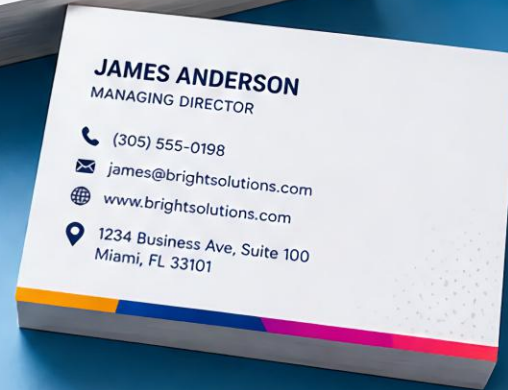 JAMES ANDERSON
MANAGING DIRECTOR
(305) 555-0198
james@brightsolutions.com
www.brightsolutions.com
1234 Business Ave, Suite 100
Miami, FL 33101